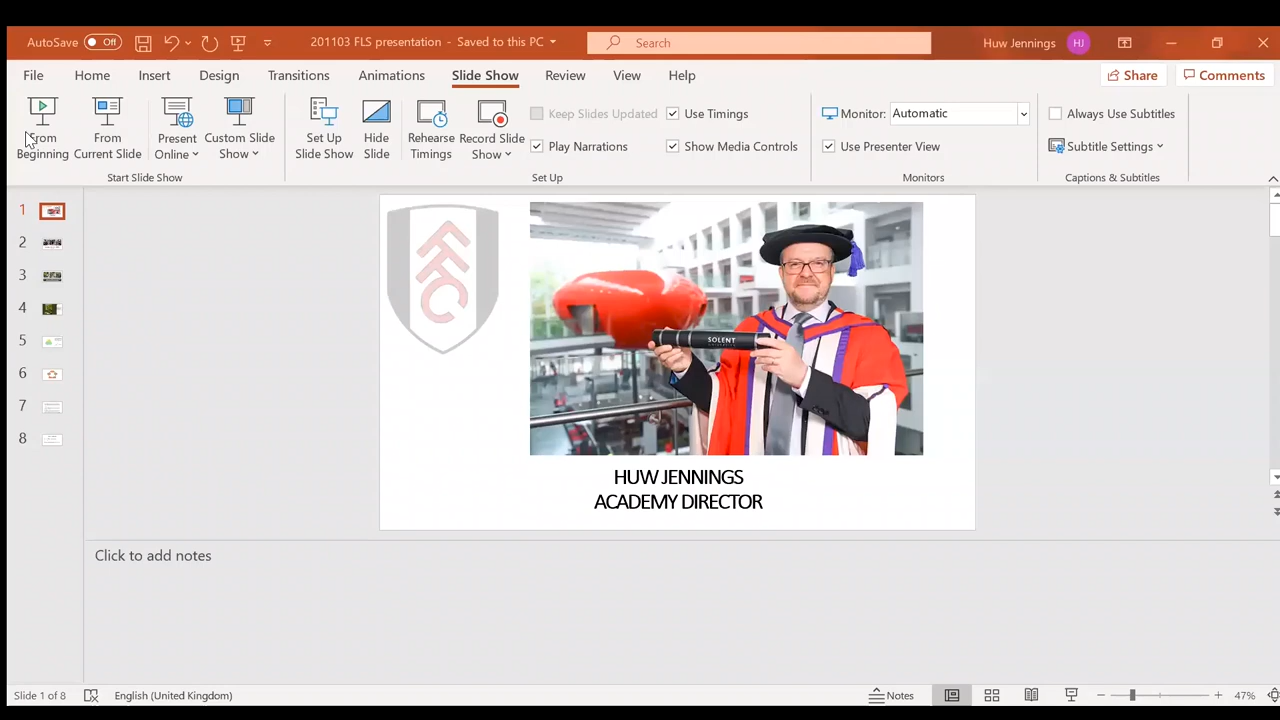 AutoSave Off
201103 FLS presentation - Saved to this PC
Search
Huw Jennings HJ
File Home Insert Design Transitions Animations Slide Show Review View Help
Share Comments
From Beginning
From Current Slide
Present Online
Custom Slide Show
Set Up Slide Show
Hide Slide
Rehearse Timings
Record Slide Show
Keep Slides Updated
Use Timings
Play Narrations
Show Media Controls
Monitor: Automatic
Use Presenter View
Always Use Subtitles
Subtitle Settings
Start Slide Show
Set Up
Monitors
Captions & Subtitles
1
2
3
4
5
6
7
8
FFC
SOLENT
HUW JENNINGS
ACADEMY DIRECTOR
Click to add notes
Slide 1 of 8
English (United Kingdom)
Notes
47%